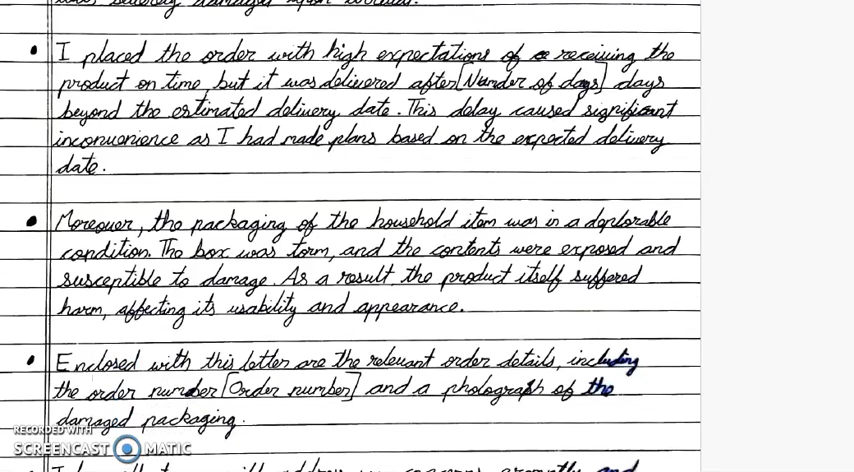 was severely damaged upon arrival.
• I placed the order with high expectations of receiving the
product on time, but it was delivered after [Number of days] days
beyond the estimated delivery date. This delay caused significant
inconvenience as I had made plans based on the expected delivery
date.
• Moreover, the packaging of the household item was in a deplorable
condition. The box was torn, and the contents were exposed and
susceptible to damage. As a result the product itself suffered
harm, affecting its usability and appearance.
• Enclosed with this letter are the relevant order details, including
the order number [Order number] and a photograph of the
damaged packaging.
RECORDED WITH
SCREENCAST MATIC